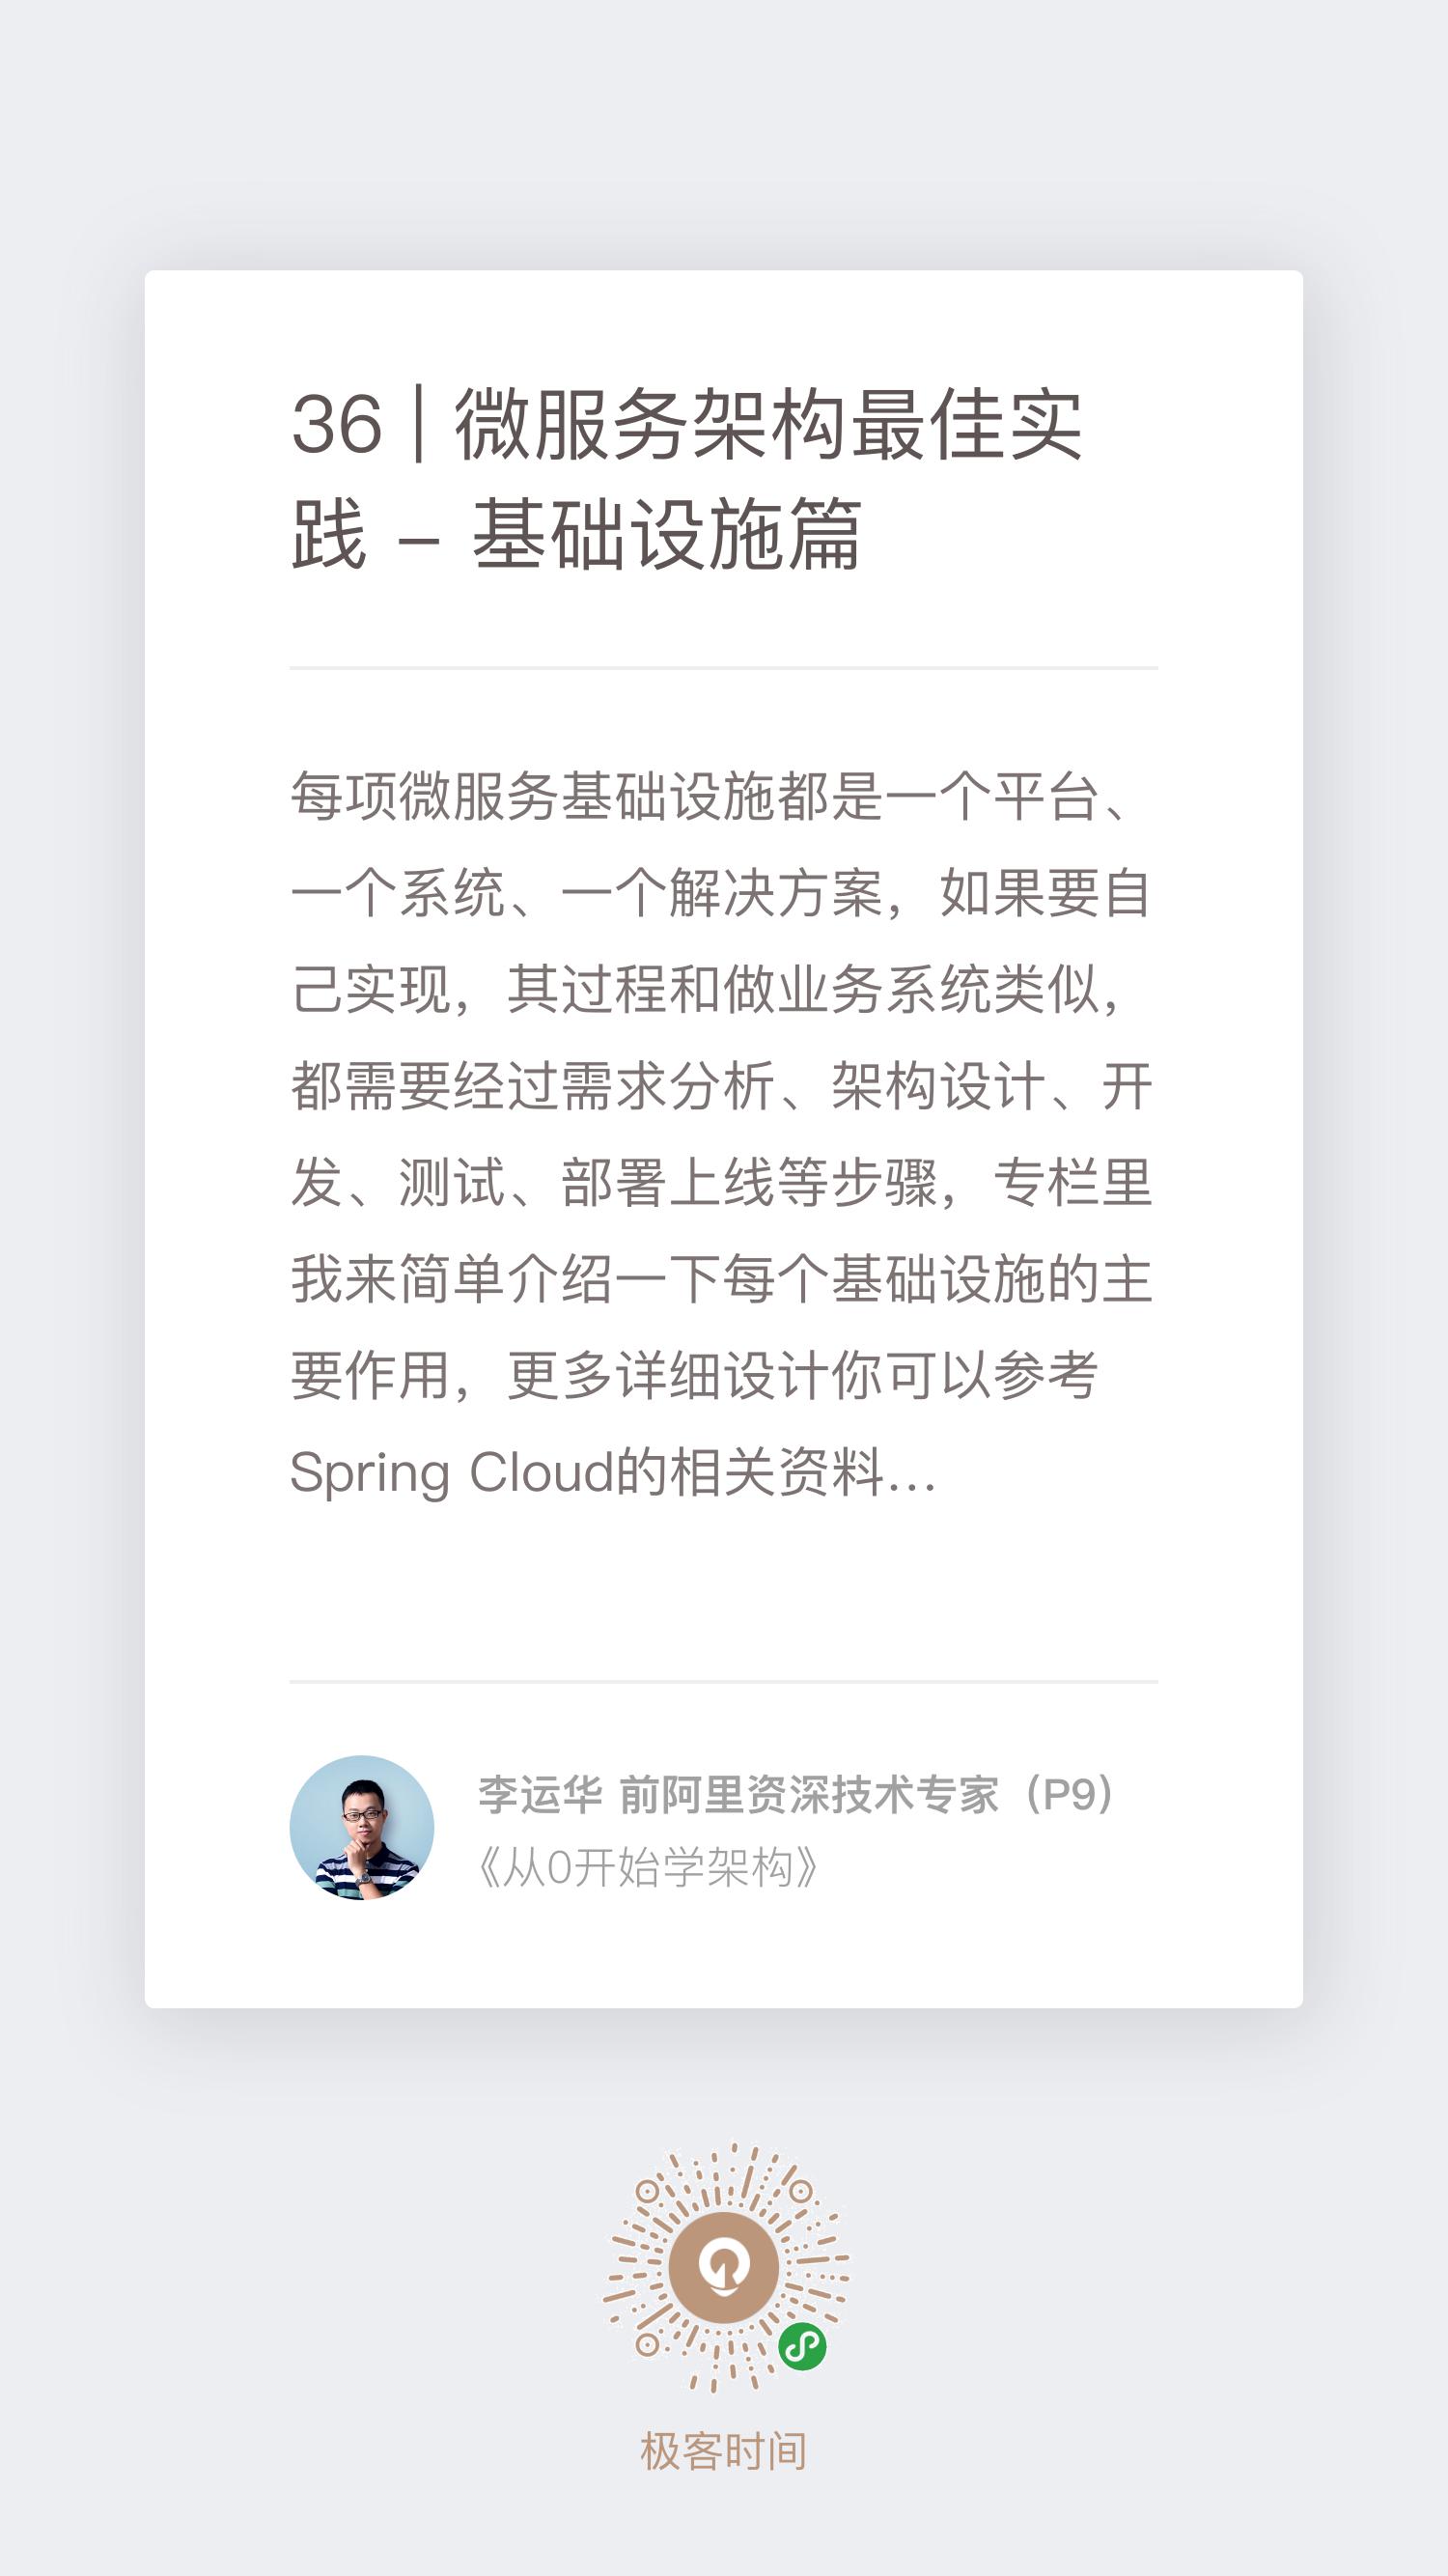 36 | 微服务架构最佳实
践 – 基础设施篇
每项微服务基础设施都是一个平台、
一个系统、一个解决方案，如果要自
己实现，其过程和做业务系统类似，
都需要经过需求分析、架构设计、开
发、测试、部署上线等步骤，专栏里
我来简单介绍一下每个基础设施的主
要作用，更多详细设计你可以参考
Spring Cloud的相关资料...
李运华 前阿里资深技术专家（P9）
《从0开始学架构》
极客时间